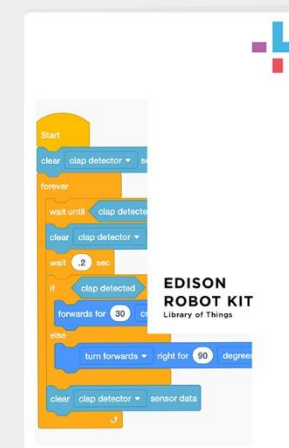 Start
clear clap detector
forever
wait until clap
clear clap detector
wait .2 sec
if clap detected
forwards for 30
else
turn forwards right for 90
clear clap detector sensor data
EDISON
ROBOT KIT
Library of Things